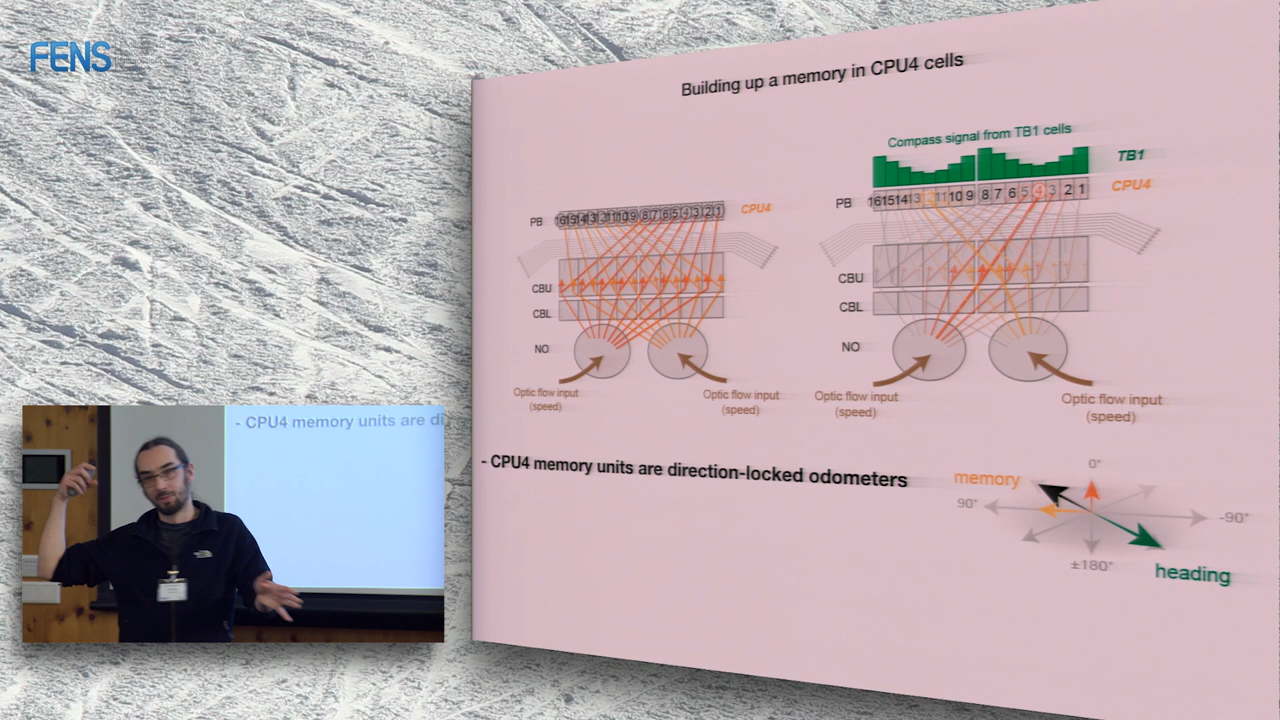 FENS
Building up a memory in CPU4 cells
Compass signal from TB1 cells
TB1
PB
16151413121110987654321
CPU4
PB
16151413121110987654321
CPU4
CBU
CBL
NO
CBU
CBL
NO
Optic flow input
(speed)
Optic flow input
(speed)
Optic flow input
(speed)
Optic flow input
(speed)
- CPU4 memory units are di
- CPU4 memory units are direction-locked odometers
memory
0°
90°
-90°
±180°
heading